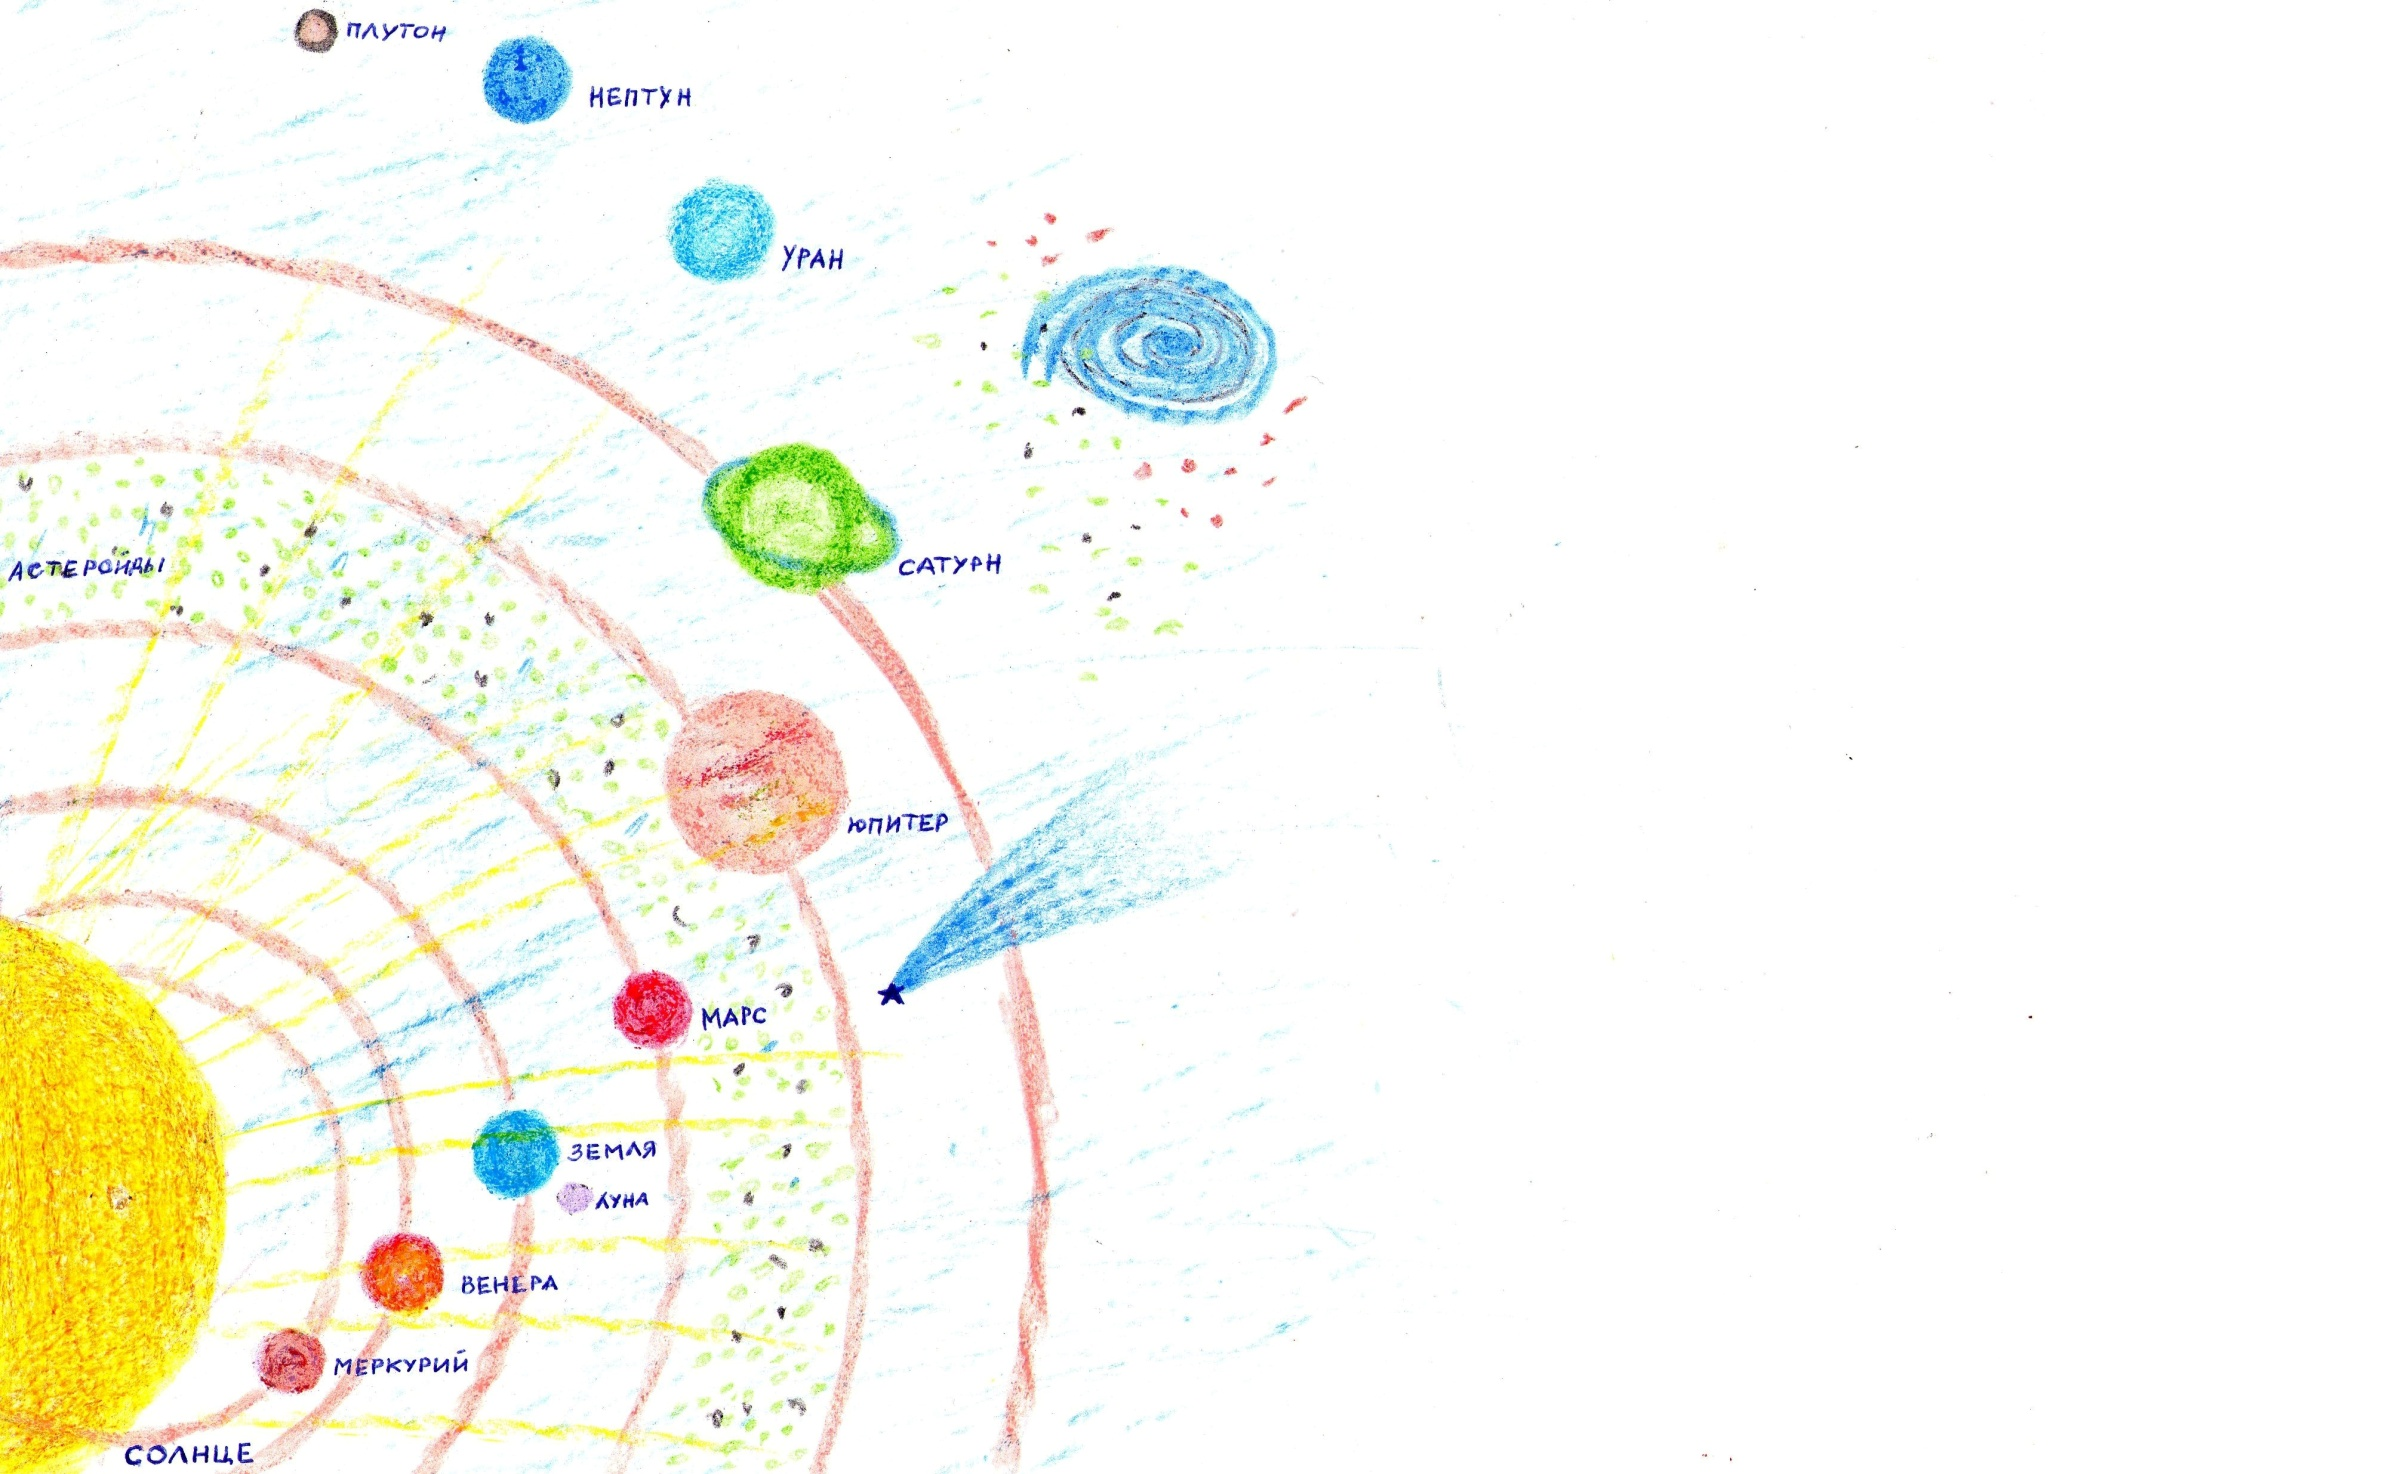 ПЛУТОН
НЕПТУН
УРАН
САТУРН
АСТЕРОИДЫ
ЮПИТЕР
МАРС
ЗЕМЛЯ
ЛУНА
ВЕНЕРА
МЕРКУРИЙ
СОЛНЦЕ